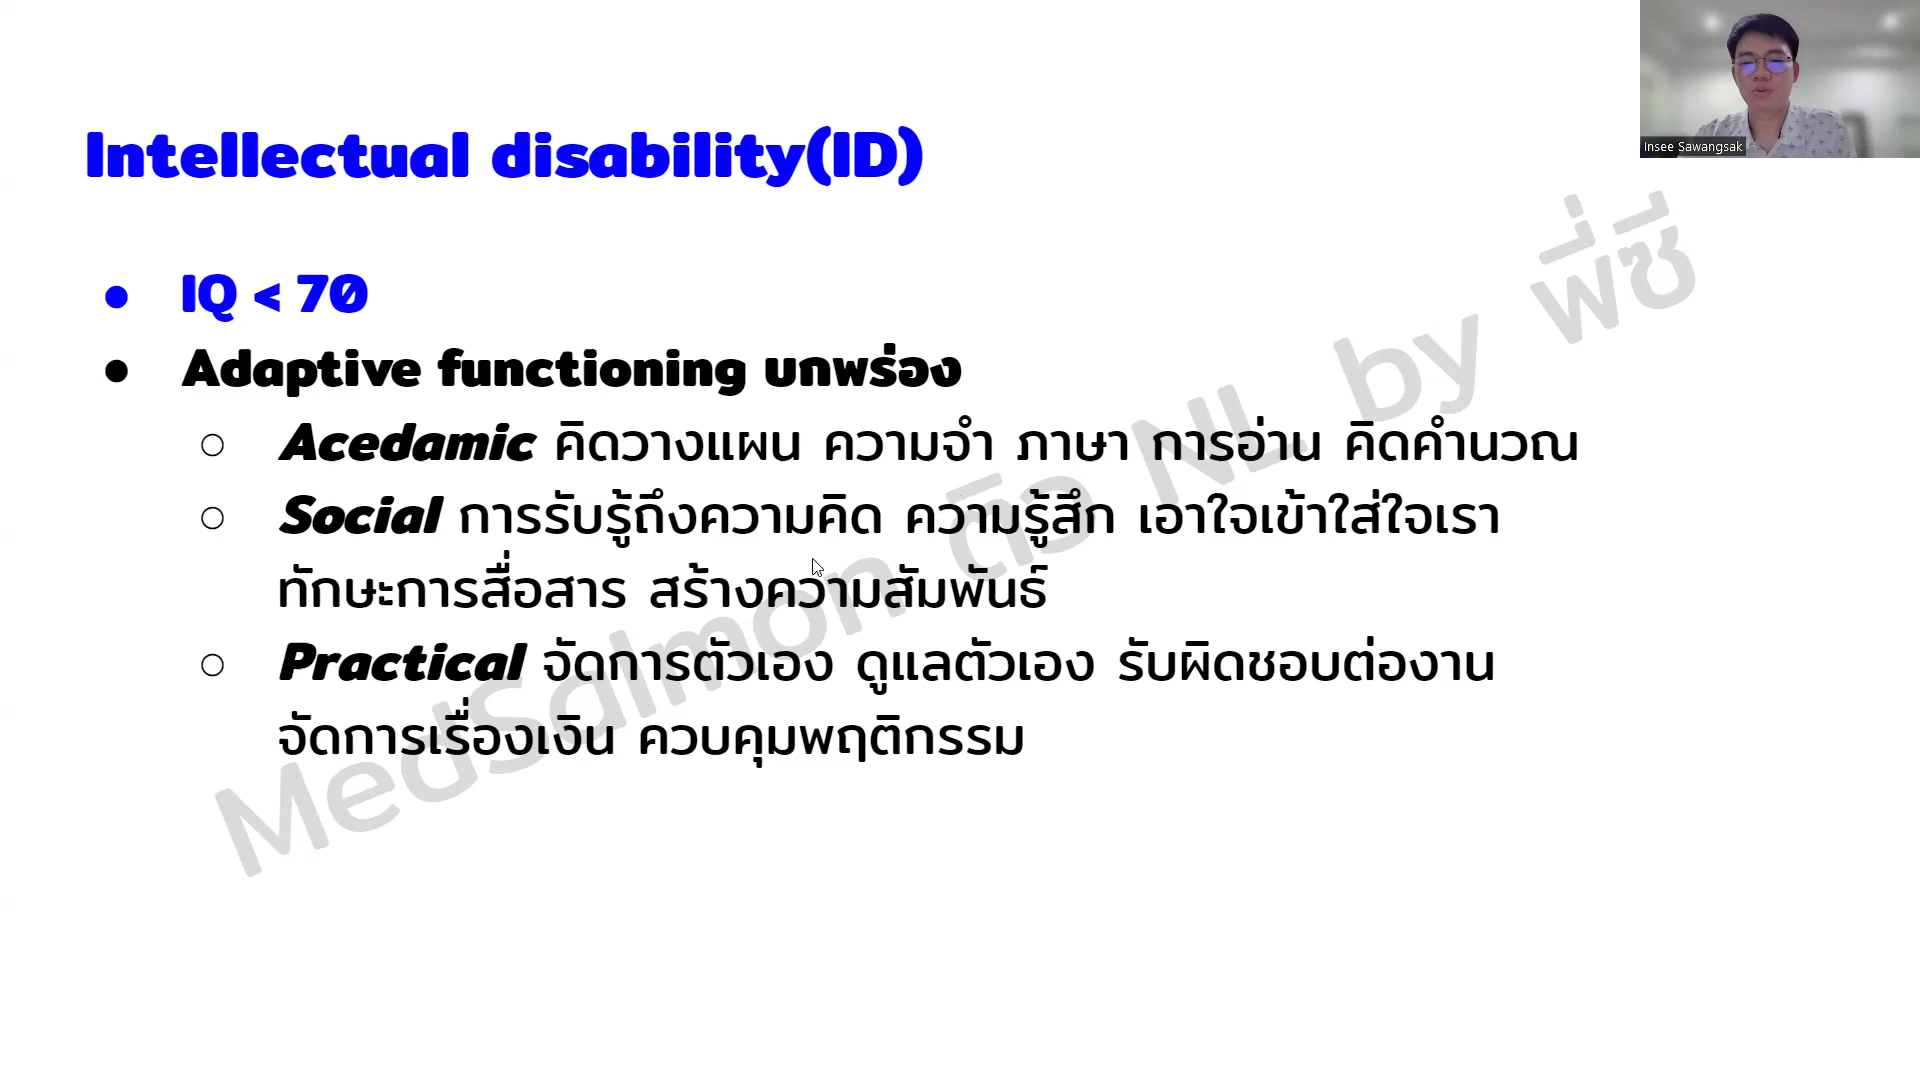 Insee Sawangsak
Intellectual disability(ID)
● IQ < 70
● Adaptive functioning บกพร่อง
○ Acedamic คิดวางแผน ความจำ ภาษา การอ่าน คิดคำนวณ
○ Social การรับรู้ถึงความคิด ความรู้สึก เอาใจเข้าใส่ใจเรา
ทักษะการสื่อสาร สร้างความสัมพันธ์
○ Practical จัดการตัวเอง ดูแลตัวเอง รับผิดชอบต่องาน
จัดการเรื่องเงิน ควบคุมพฤติกรรม
MedSalmon ติว NL by พี่ซี